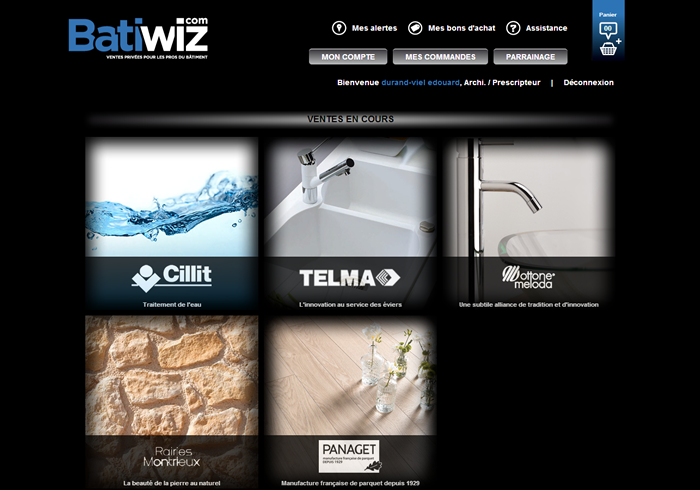 Batiwiz.com
VENTES PRIVÉES POUR LES PROS DU BÂTIMENT
Mes alertes
Mes bons d'achat
Assistance
Panier
00
MON COMPTE
MES COMMANDES
PARRAINAGE
Bienvenue durand-viel edouard, Archi. / Prescripteur | Déconnexion
VENTES EN COURS
Cillit
Traitement de l'eau
TELMA
L'innovation au service des éviers
ottone
meloda
Une subtile alliance de tradition et d'innovation
Rairies
Montrieux
La beauté de la pierre au naturel
PANAGET
manufacture française de parquet
DEPUIS 1929
Manufacture française de parquet depuis 1929